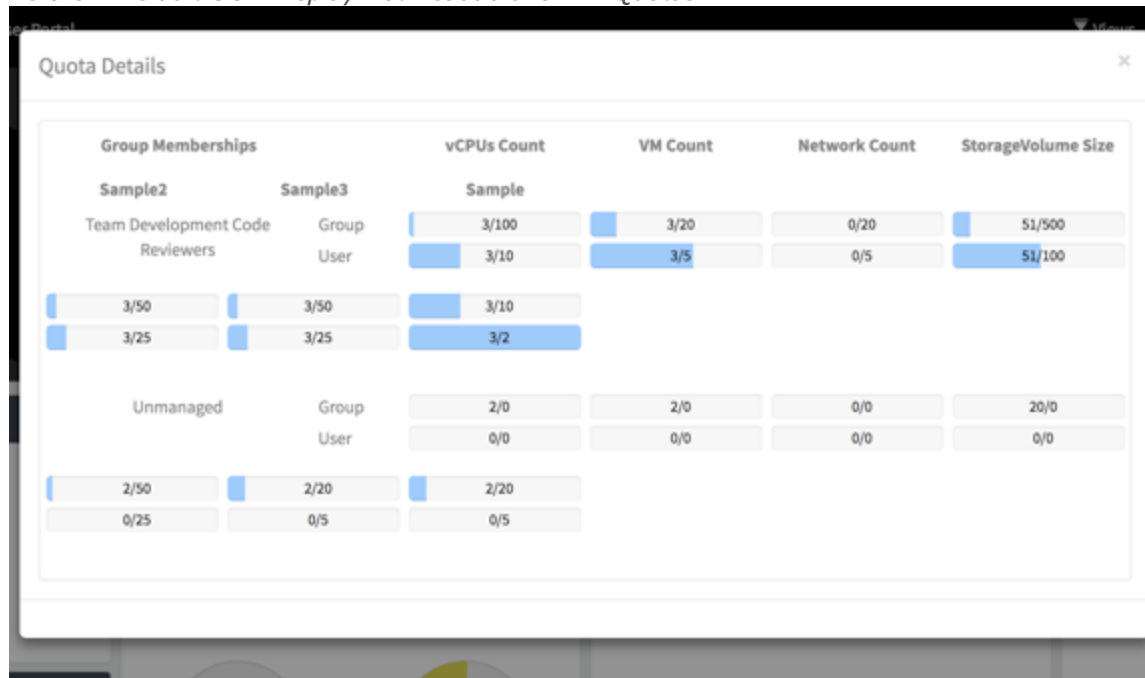 Views
Quota Details ×
Group Memberships vCPUs Count VM Count Network Count StorageVolume Size
Sample2 Sample3 Sample
Team Development Code Reviewers Group 3/100 3/20 0/20 51/500
User 3/10 3/5 0/5 51/100
3/50 3/50 3/10
3/25 3/25 3/2
Unmanaged Group 2/0 2/0 0/0 20/0
User 0/0 0/0 0/0 0/0
2/50 2/20 2/20
0/25 0/5 0/5